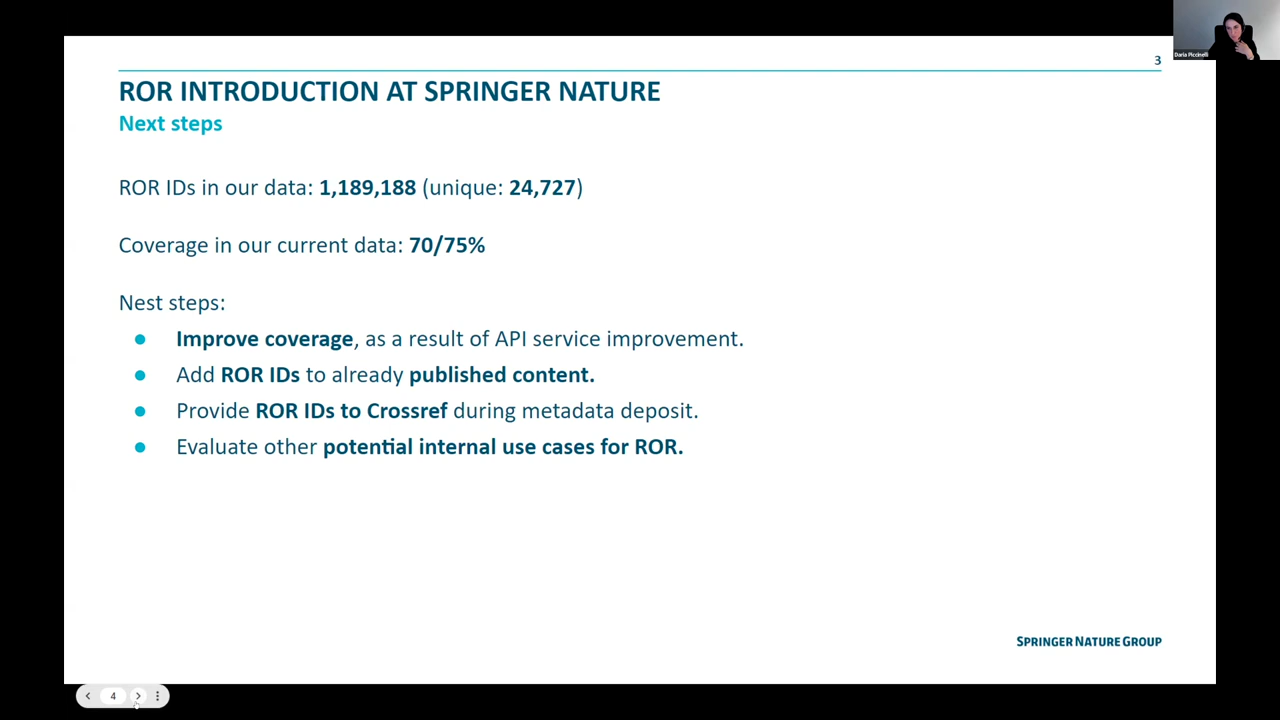 Daria Piccinelli
3
ROR INTRODUCTION AT SPRINGER NATURE
Next steps
ROR IDs in our data: 1,189,188 (unique: 24,727)
Coverage in our current data: 70/75%
Nest steps:
● Improve coverage, as a result of API service improvement.
● Add ROR IDs to already published content.
● Provide ROR IDs to Crossref during metadata deposit.
● Evaluate other potential internal use cases for ROR.
SPRINGER NATURE GROUP
4